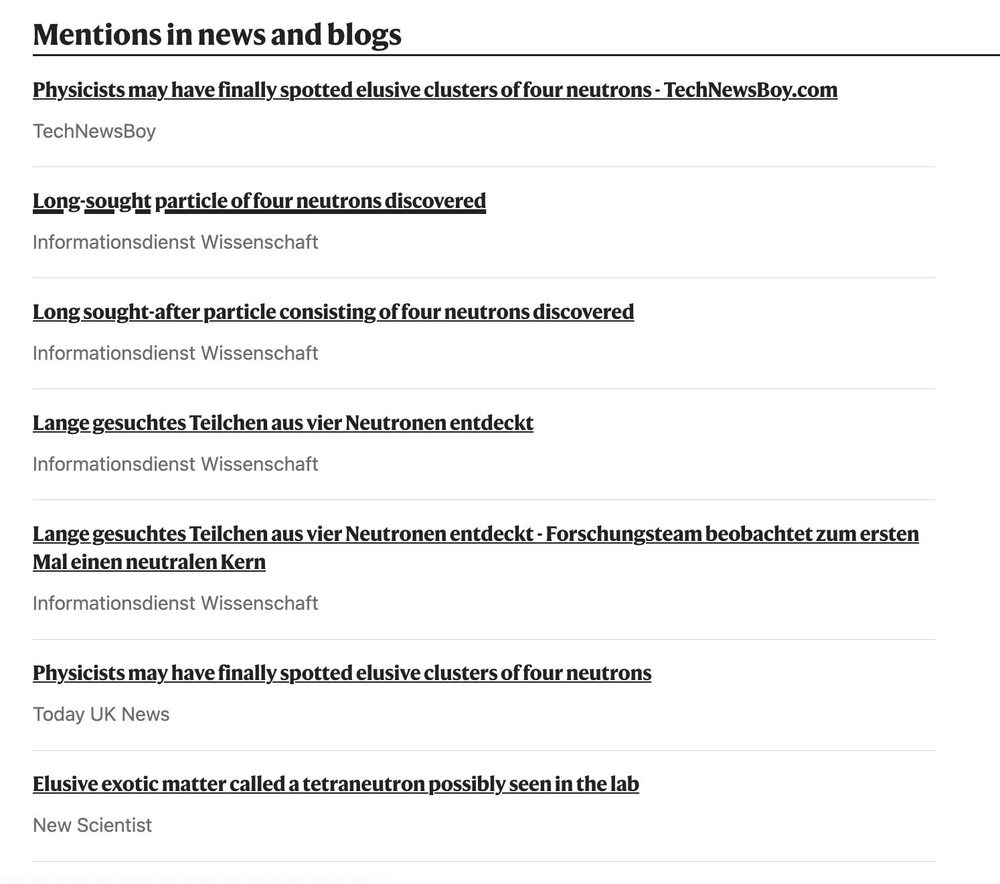 Mentions in news and blogs
Physicists may have finally spotted elusive clusters of four neutrons - TechNewsBoy.com
TechNewsBoy
Long-sought particle of four neutrons discovered
Informationsdienst Wissenschaft
Long sought-after particle consisting of four neutrons discovered
Informationsdienst Wissenschaft
Lange gesuchtes Teilchen aus vier Neutronen entdeckt
Informationsdienst Wissenschaft
Lange gesuchtes Teilchen aus vier Neutronen entdeckt - Forschungsteam beobachtet zum ersten
Mal einen neutralen Kern
Informationsdienst Wissenschaft
Physicists may have finally spotted elusive clusters of four neutrons
Today UK News
Elusive exotic matter called a tetraneutron possibly seen in the lab
New Scientist